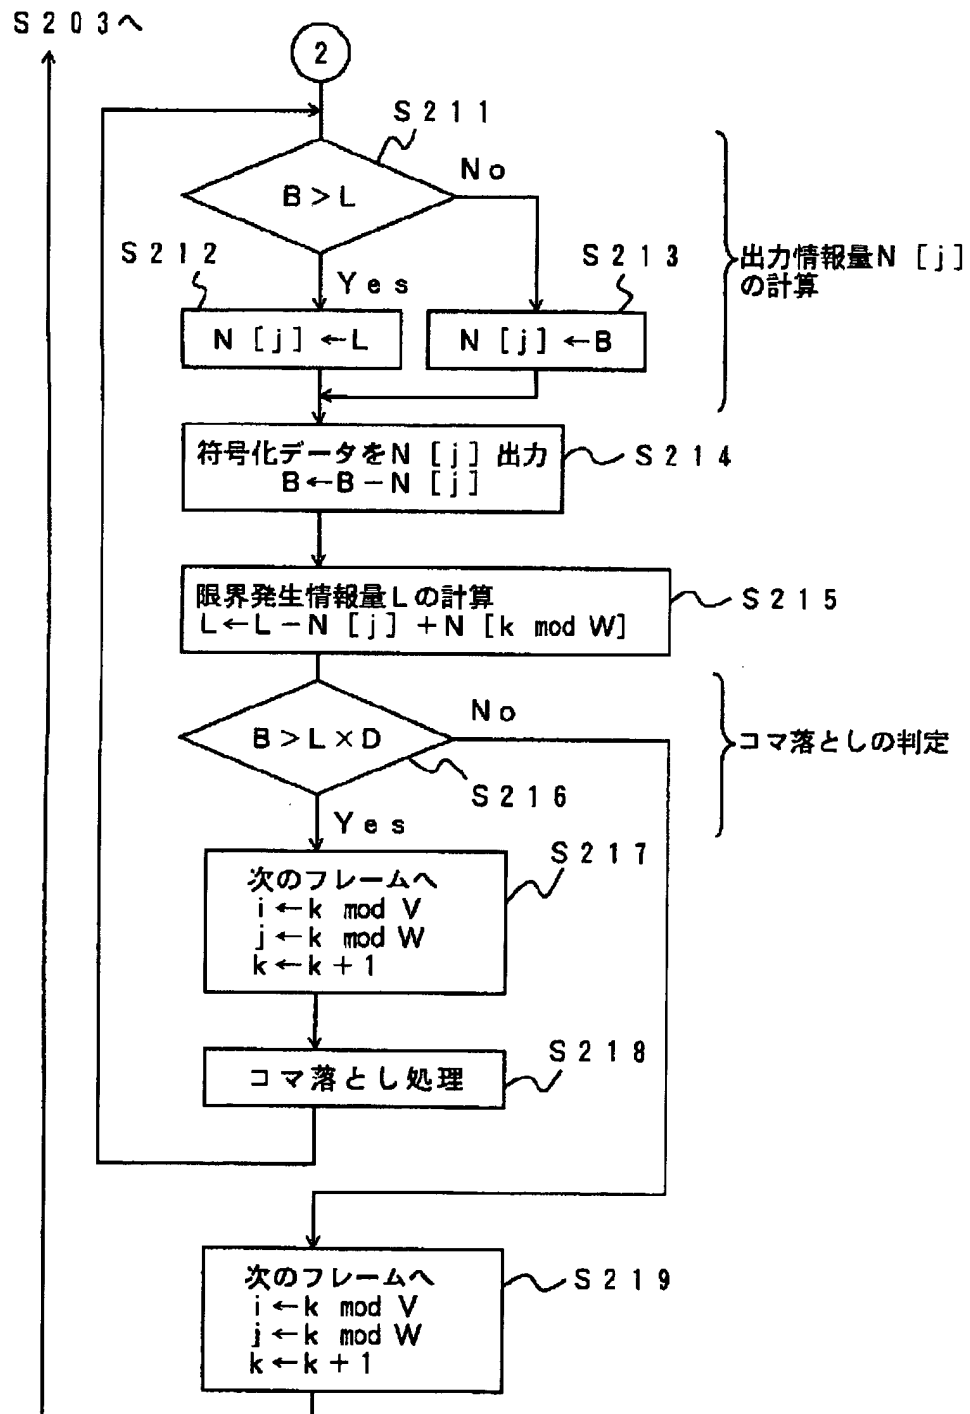 S203へ
2
S211
B>L
No
S212
Yes
S213
出力情報量N [j]
の計算
N [j] ←L
N [j] ←B
符号化データをN [j] 出力
B←B−N [j]
S214
限界発生情報量Lの計算
L←L−N [j] +N [k mod W]
S215
B>L×D
No
コマ落としの判定
S216
Yes
S217
次のフレームへ
i←k mod V
j←k mod W
k←k+1
S218
コマ落とし処理
次のフレームへ
i←k mod V
j←k mod W
k←k+1
S219